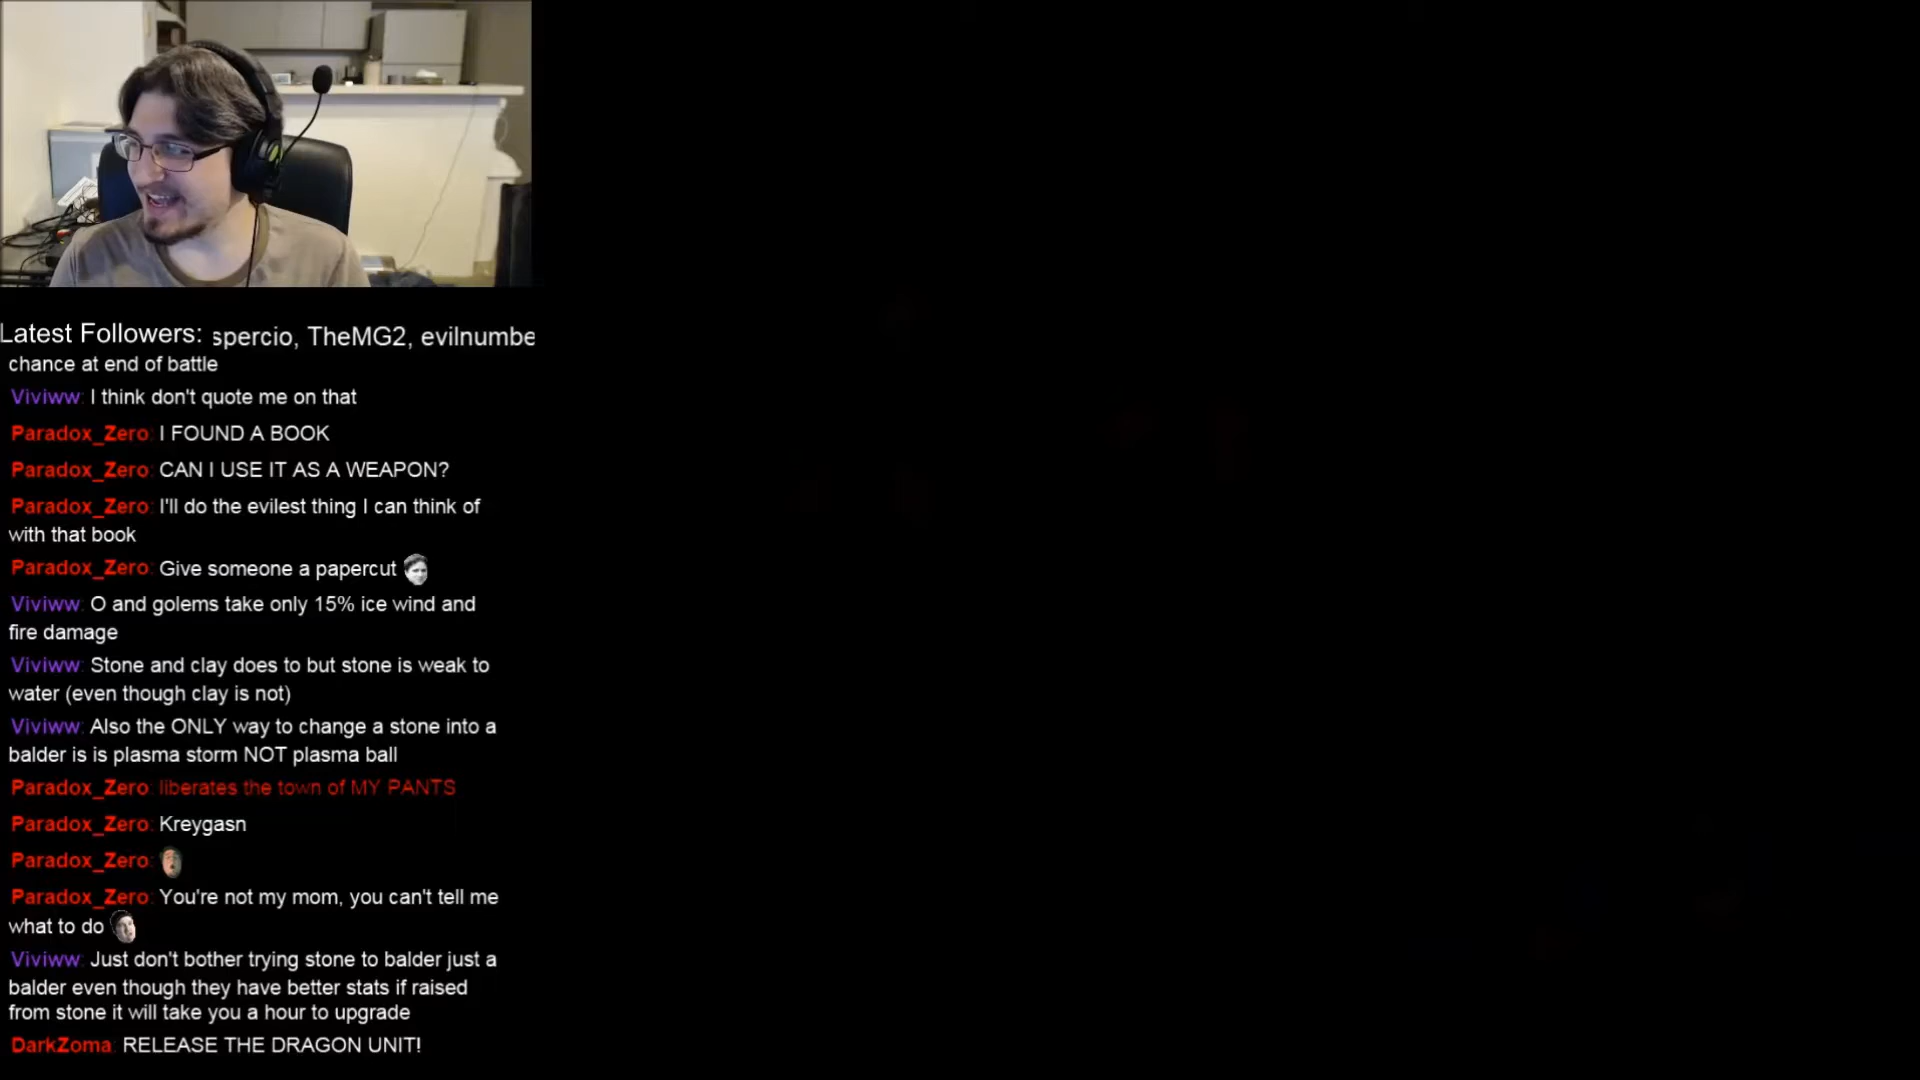 Latest Followers: spercio, TheMG2, evilnumbe
chance at end of battle
Viviww: I think don't quote me on that
Paradox_Zero: I FOUND A BOOK
Paradox_Zero: CAN I USE IT AS A WEAPON?
Paradox_Zero: I'll do the evilest thing I can think of
with that book
Paradox_Zero: Give someone a papercut
Viviww: O and golems take only 15% ice wind and
fire damage
Viviww: Stone and clay does to but stone is weak to
water (even though clay is not)
Viviww: Also the ONLY way to change a stone into a
balder is is plasma storm NOT plasma ball
Paradox_Zero: liberates the town of MY PANTS
Paradox_Zero: Kreygasn
Paradox_Zero:
Paradox_Zero: You're not my mom, you can't tell me
what to do
Viviww: Just don't bother trying stone to balder just a
balder even though they have better stats if raised
from stone it will take you a hour to upgrade
DarkZoma: RELEASE THE DRAGON UNIT!